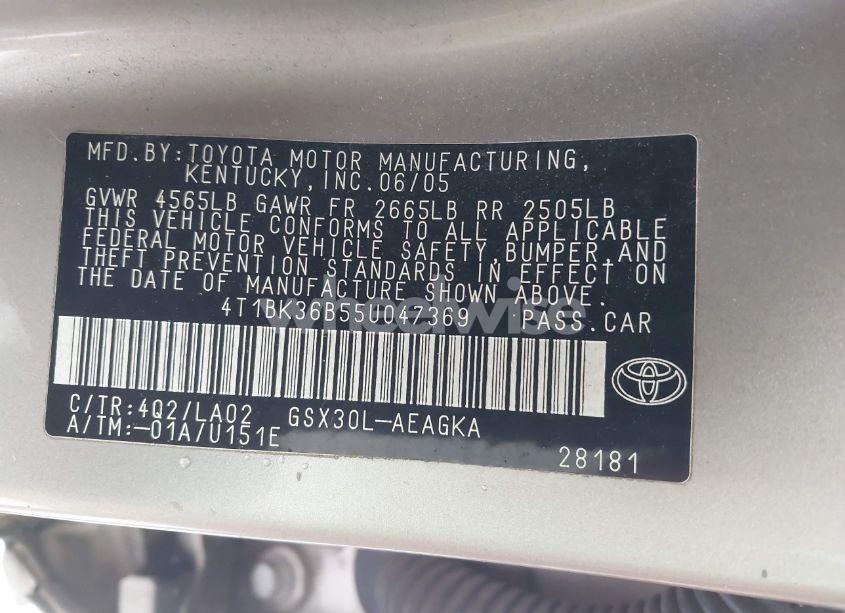 MFD.BY:TOYOTA MOTOR MANUFACTURING,
KENTUCKY,INC.06/05
GVWR 4565LB GAWR FR 2665LB RR 2505LB
THIS VEHICLE CONFORMS TO ALL APPLICABLE
FEDERAL MOTOR VEHICLE SAFETY,BUMPER,AND
THEFT PREVENTION STANDARDS IN EFFECT ON
THE DATE OF MANUFACTURE SHOWN ABOVE.
4T1BK36B55U047369 PASS.CAR
wheelwise
C/TR:4Q2/LA02 GSX30L-AEAGKA
A/TM:-01A/U151E
28181